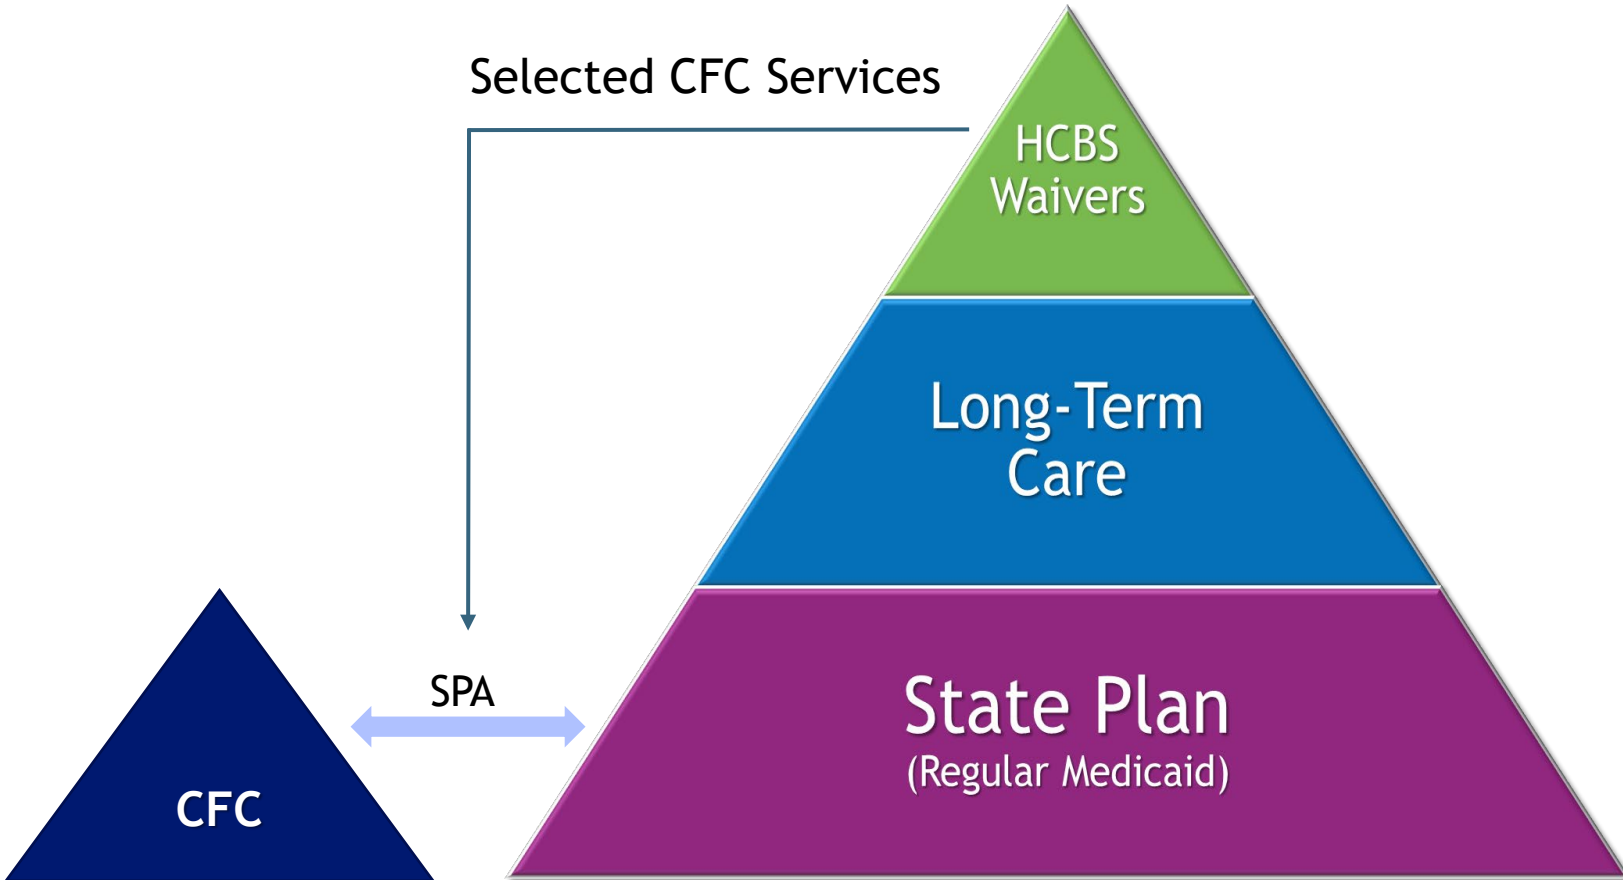 Selected CFC Services
HCBS
Waivers
Long-Term
Care
SPA
State Plan
(Regular Medicaid)
CFC